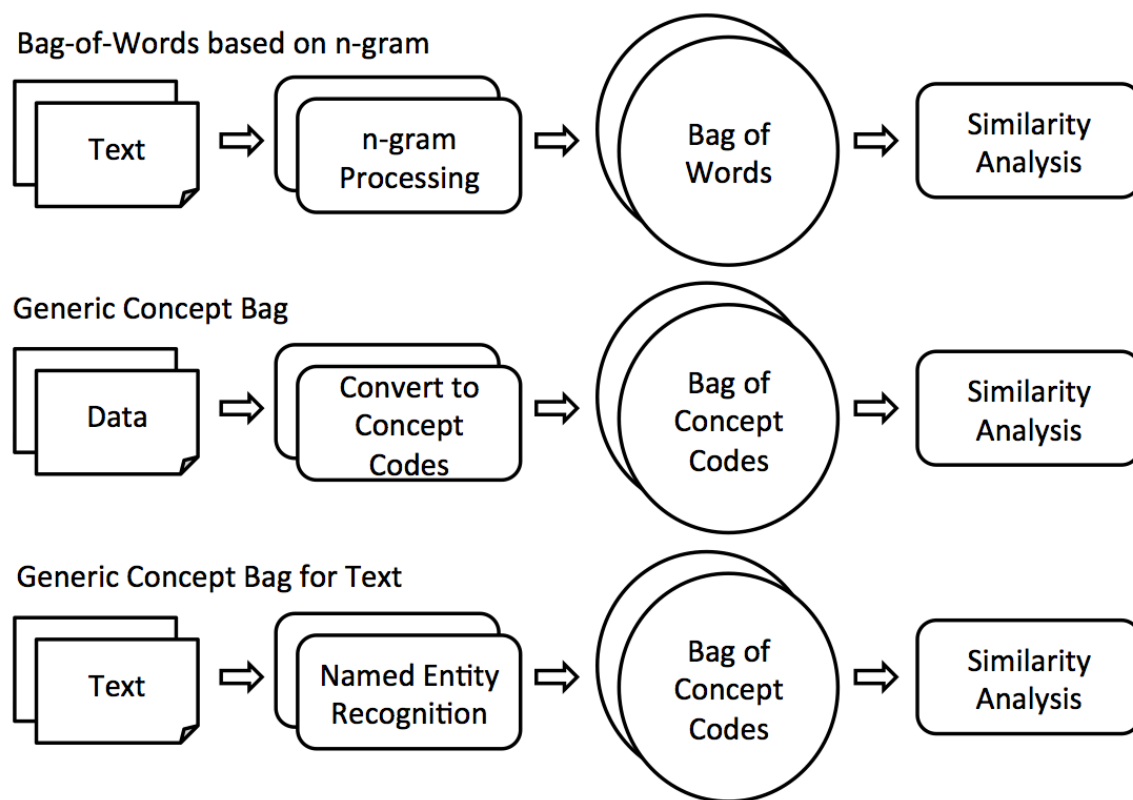 Bag-of-Words based on n-gram
Text
n-gram
Processing
Bag of
Words
Similarity
Analysis
Generic Concept Bag
Data
Convert to
Concept
Codes
Bag of
Concept
Codes
Similarity
Analysis
Generic Concept Bag for Text
Text
Named Entity
Recognition
Bag of
Concept
Codes
Similarity
Analysis